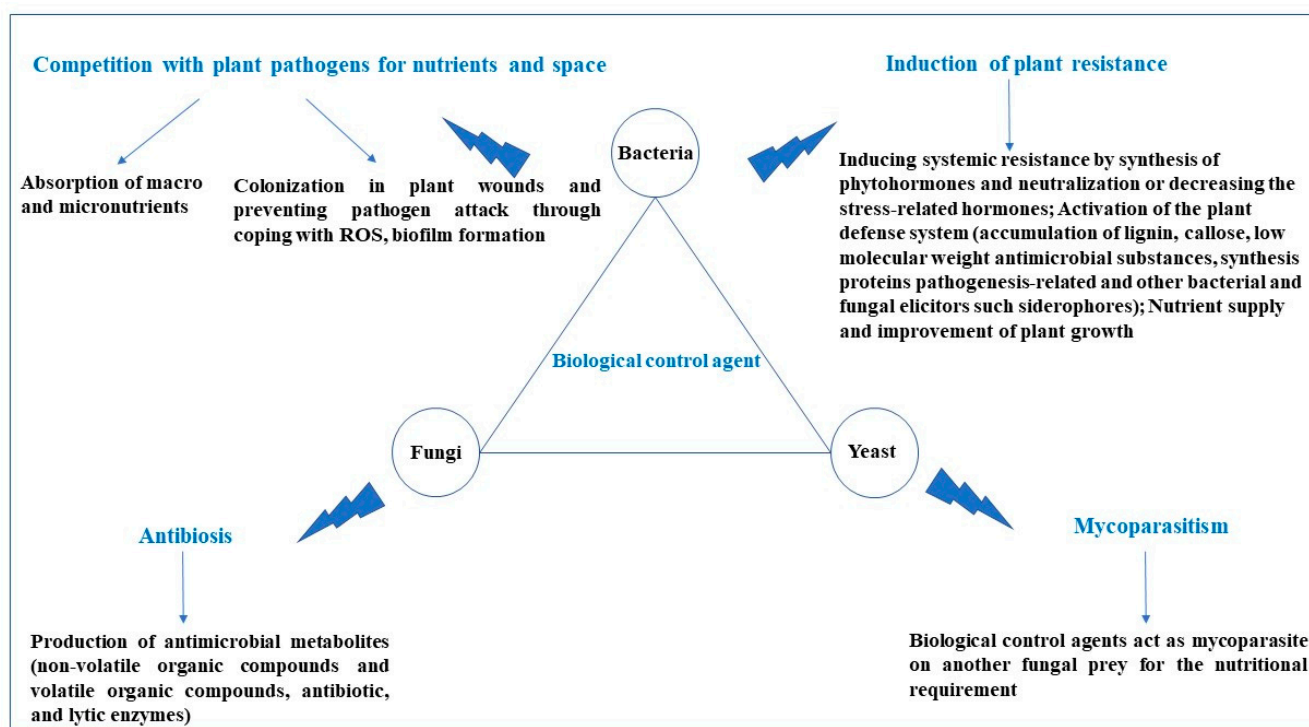 Competition with plant pathogens for nutrients and space
Absorption of macro
and micronutrients
Colonization in plant wounds and
preventing pathogen attack through
coping with ROS, biofilm formation
Bacteria
Induction of plant resistance
Inducing systemic resistance by synthesis of
phytohormones and neutralization or decreasing the
stress-related hormones; Activation of the plant
defense system (accumulation of lignin, callose, low
molecular weight antimicrobial substances, synthesis
proteins pathogenesis-related and other bacterial and
fungal elicitors such siderophores); Nutrient supply
and improvement of plant growth
Biological control agent
Fungi
Yeast
Antibiosis
Production of antimicrobial metabolites
(non-volatile organic compounds and
volatile organic compounds, antibiotic,
and lytic enzymes)
Mycoparasitism
Biological control agents act as mycoparasite
on another fungal prey for the nutritional
requirement